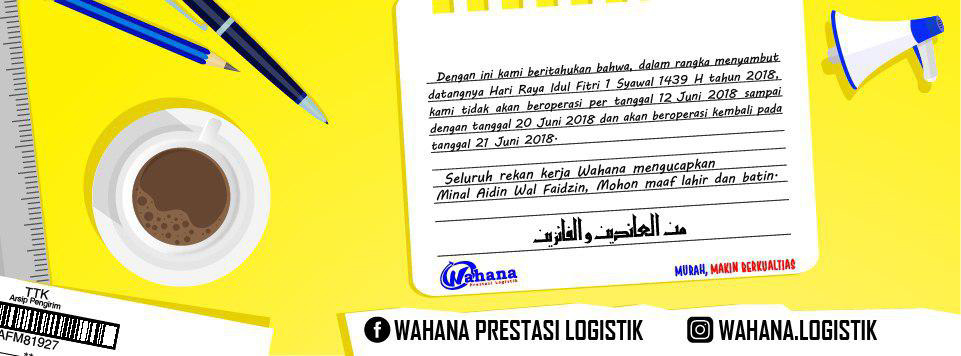 Dengan ini kami beritahukan bahwa, dalam rangka menyambut
datangnya Hari Raya Idul Fitri 1 Syawal 1439 H tahun 2018,
kami tidak akan beroperasi per tanggal 12 Juni 2018 sampai
dengan tanggal 20 Juni 2018 dan akan beroperasi kembali pada
tanggal 21 Juni 2018.
Seluruh rekan kerja Wahana mengucapkan
Minal Aidin Wal Faidzin, Mohon maaf lahir dan batin.
من العائدين و الفائزين
Wahana
Prestasi Logistik
MURAH, MAKIN BERKUALTIAS
TTK
Arsip Pengirim
AFM81927
**
WAHANA PRESTASI LOGISTIK
WAHANA.LOGISTIK